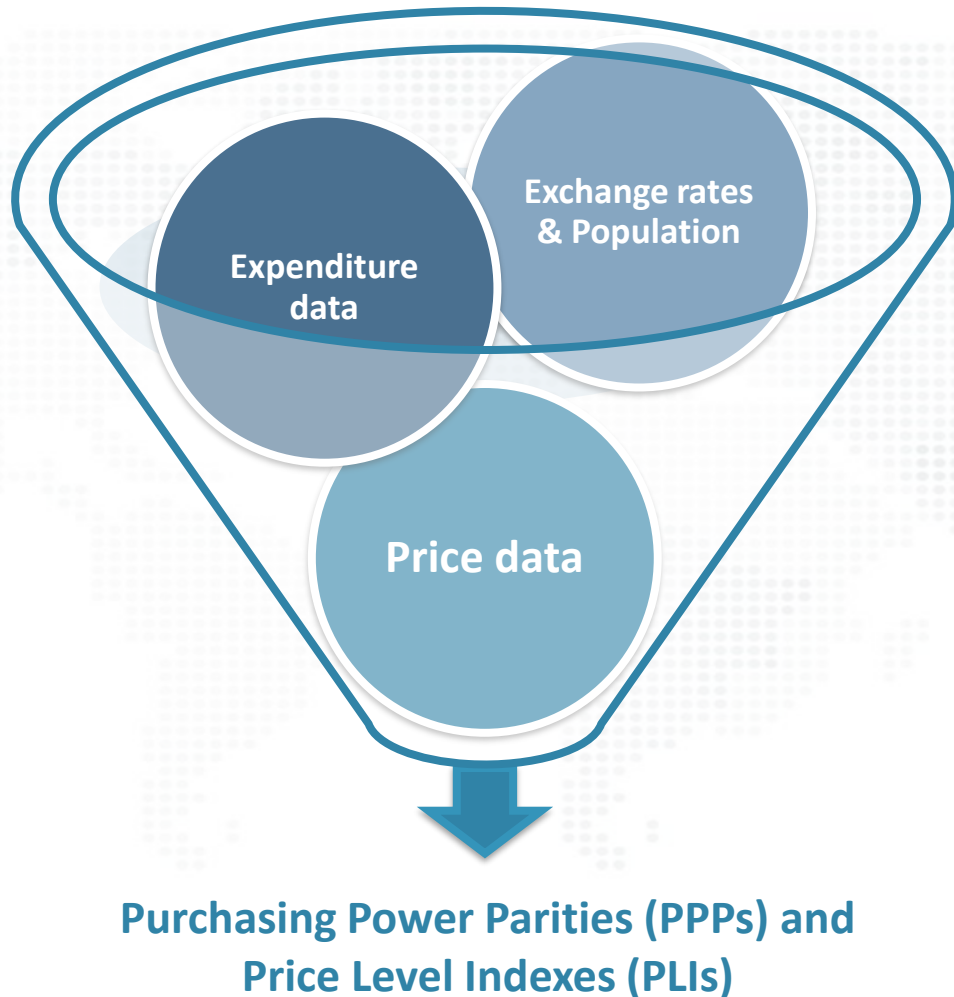 Exchange rates
& Population
Expenditure
data
Price data
Purchasing Power Parities (PPPs) and
Price Level Indexes (PLIs)